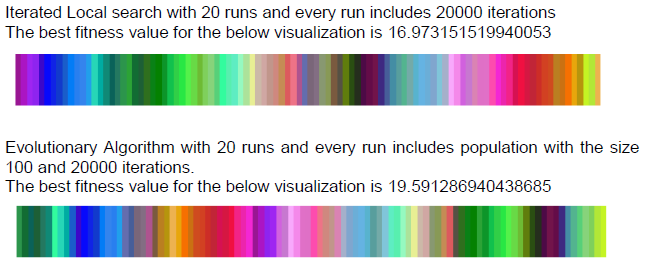 Iterated Local search with 20 runs and every run includes 20000 iterations
The best fitness value for the below visualization is 16.973151519940053
Evolutionary Algorithm with 20 runs and every run includes population with the size
100 and 20000 iterations.
The best fitness value for the below visualization is 19.591286940438685